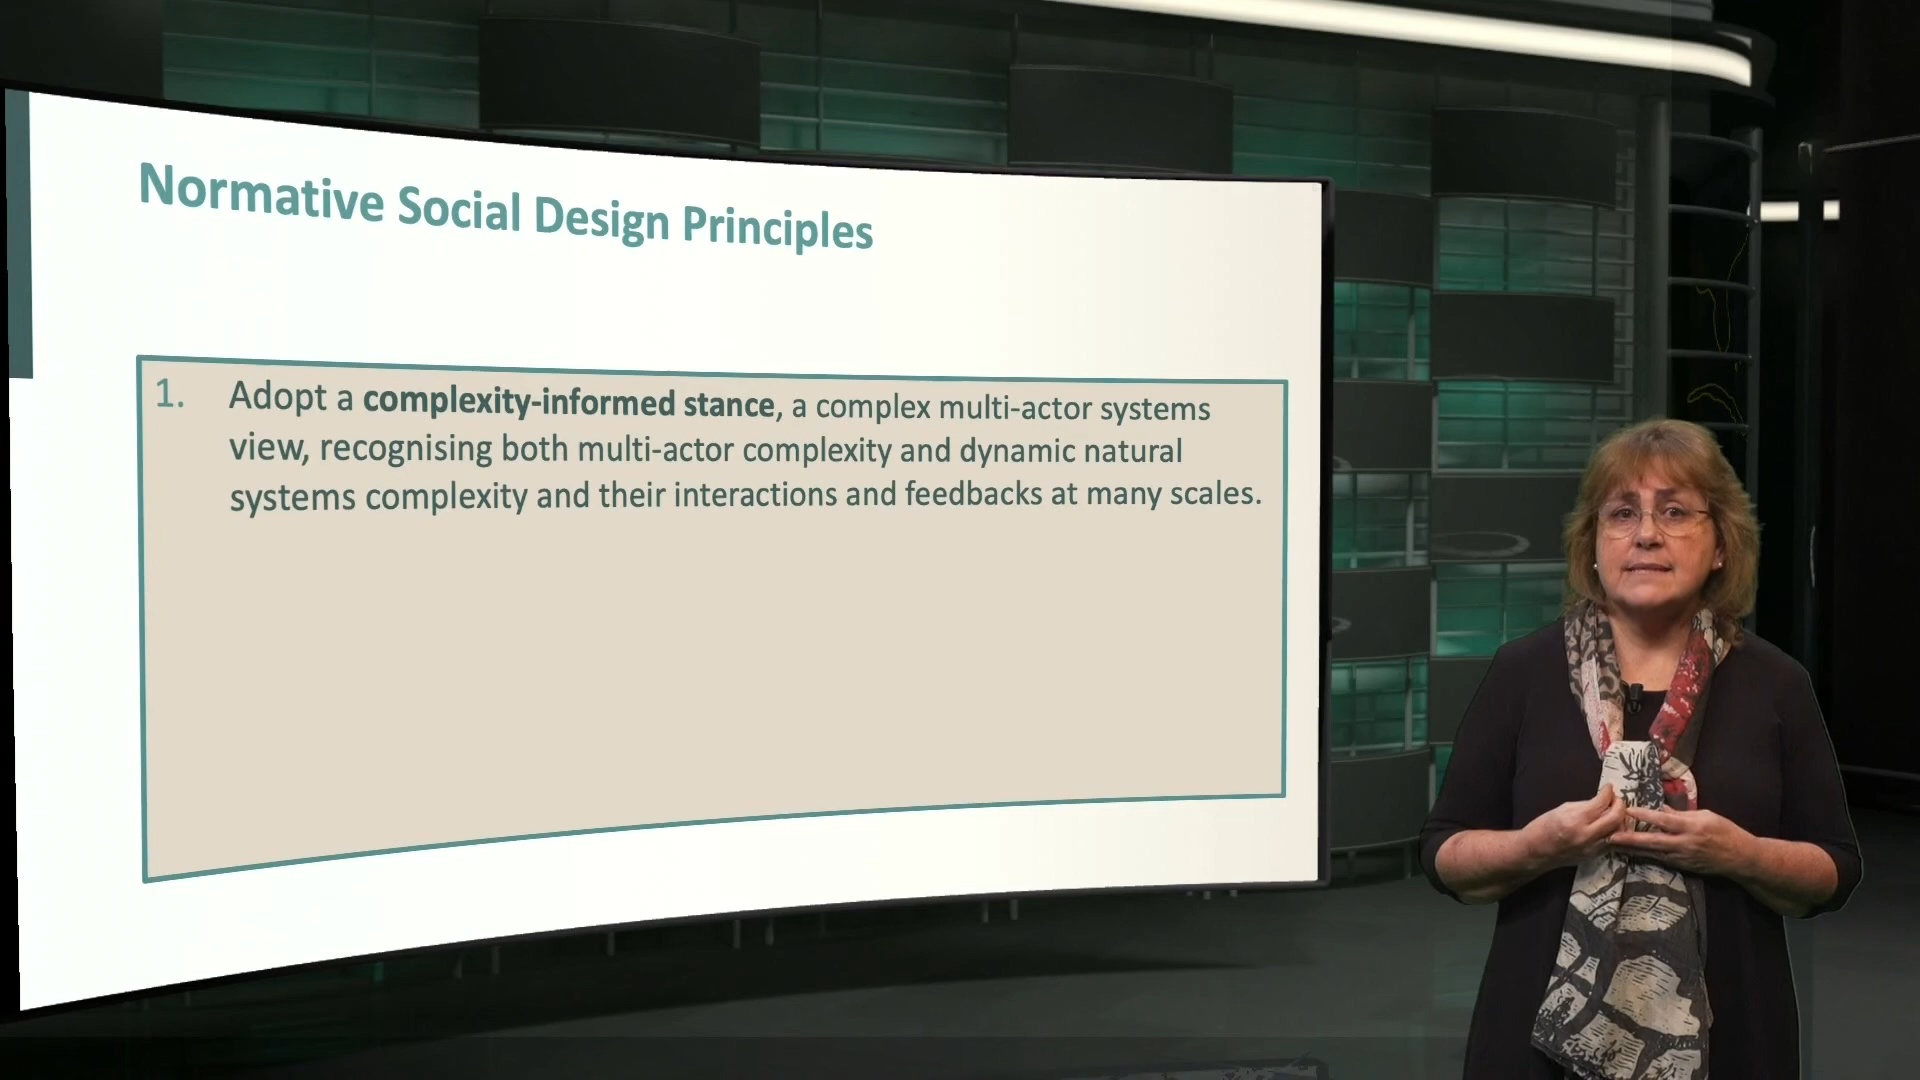 Normative Social Design Principles
1. Adopt a complexity-informed stance, a complex multi-actor systems
view, recognising both multi-actor complexity and dynamic natural
systems complexity and their interactions and feedbacks at many scales.